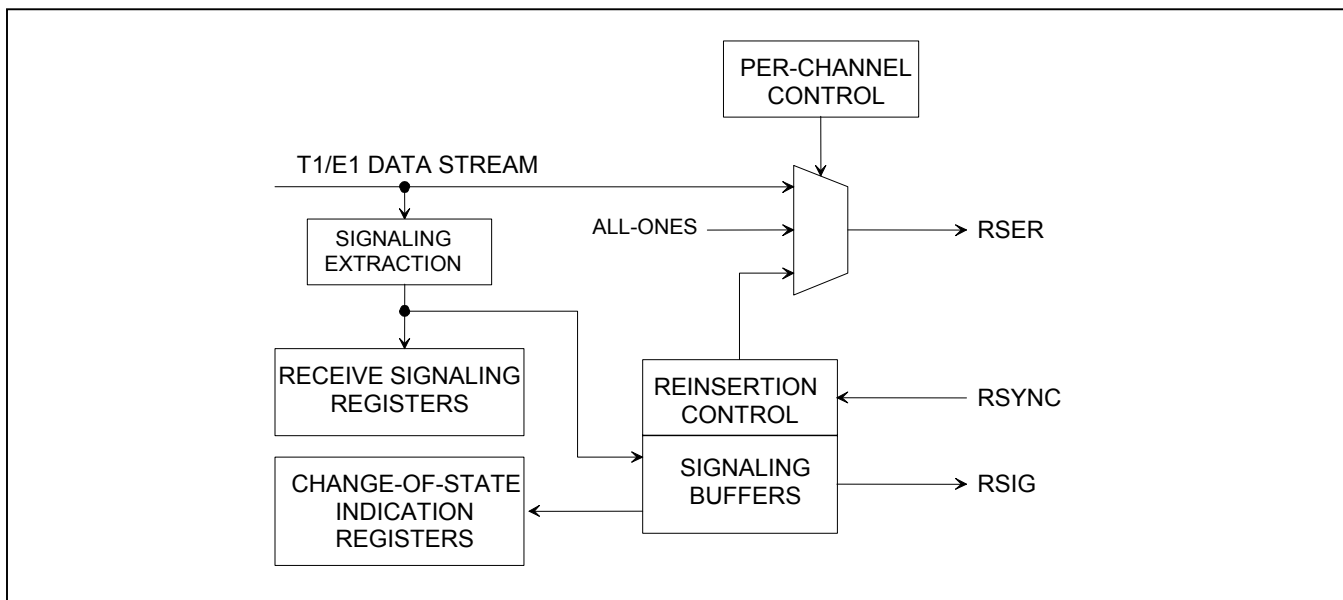 PER-CHANNEL
CONTROL
T1/E1 DATA STREAM
ALL-ONES
RSER
SIGNALING
EXTRACTION
RECEIVE SIGNALING
REGISTERS
REINSERTION
CONTROL
RSYNC
SIGNALING
BUFFERS
RSIG
CHANGE-OF-STATE
INDICATION
REGISTERS